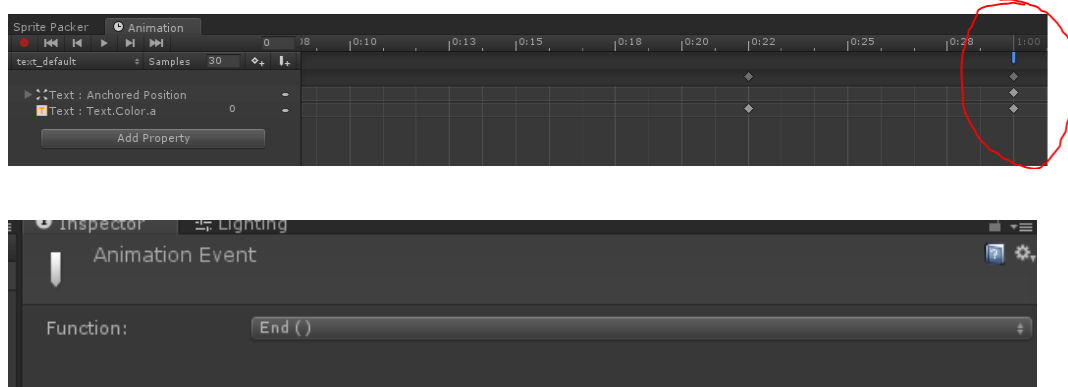 Sprite Packer Animation
0 08 0:10 0:13 0:15 0:18 0:20 0:22 0:25 0:28 1:00
text_default Samples 30
Text : Anchored Position
Text : Text.Color.a 0
Add Property
Inspector Lighting
Animation Event
Function: End ( )